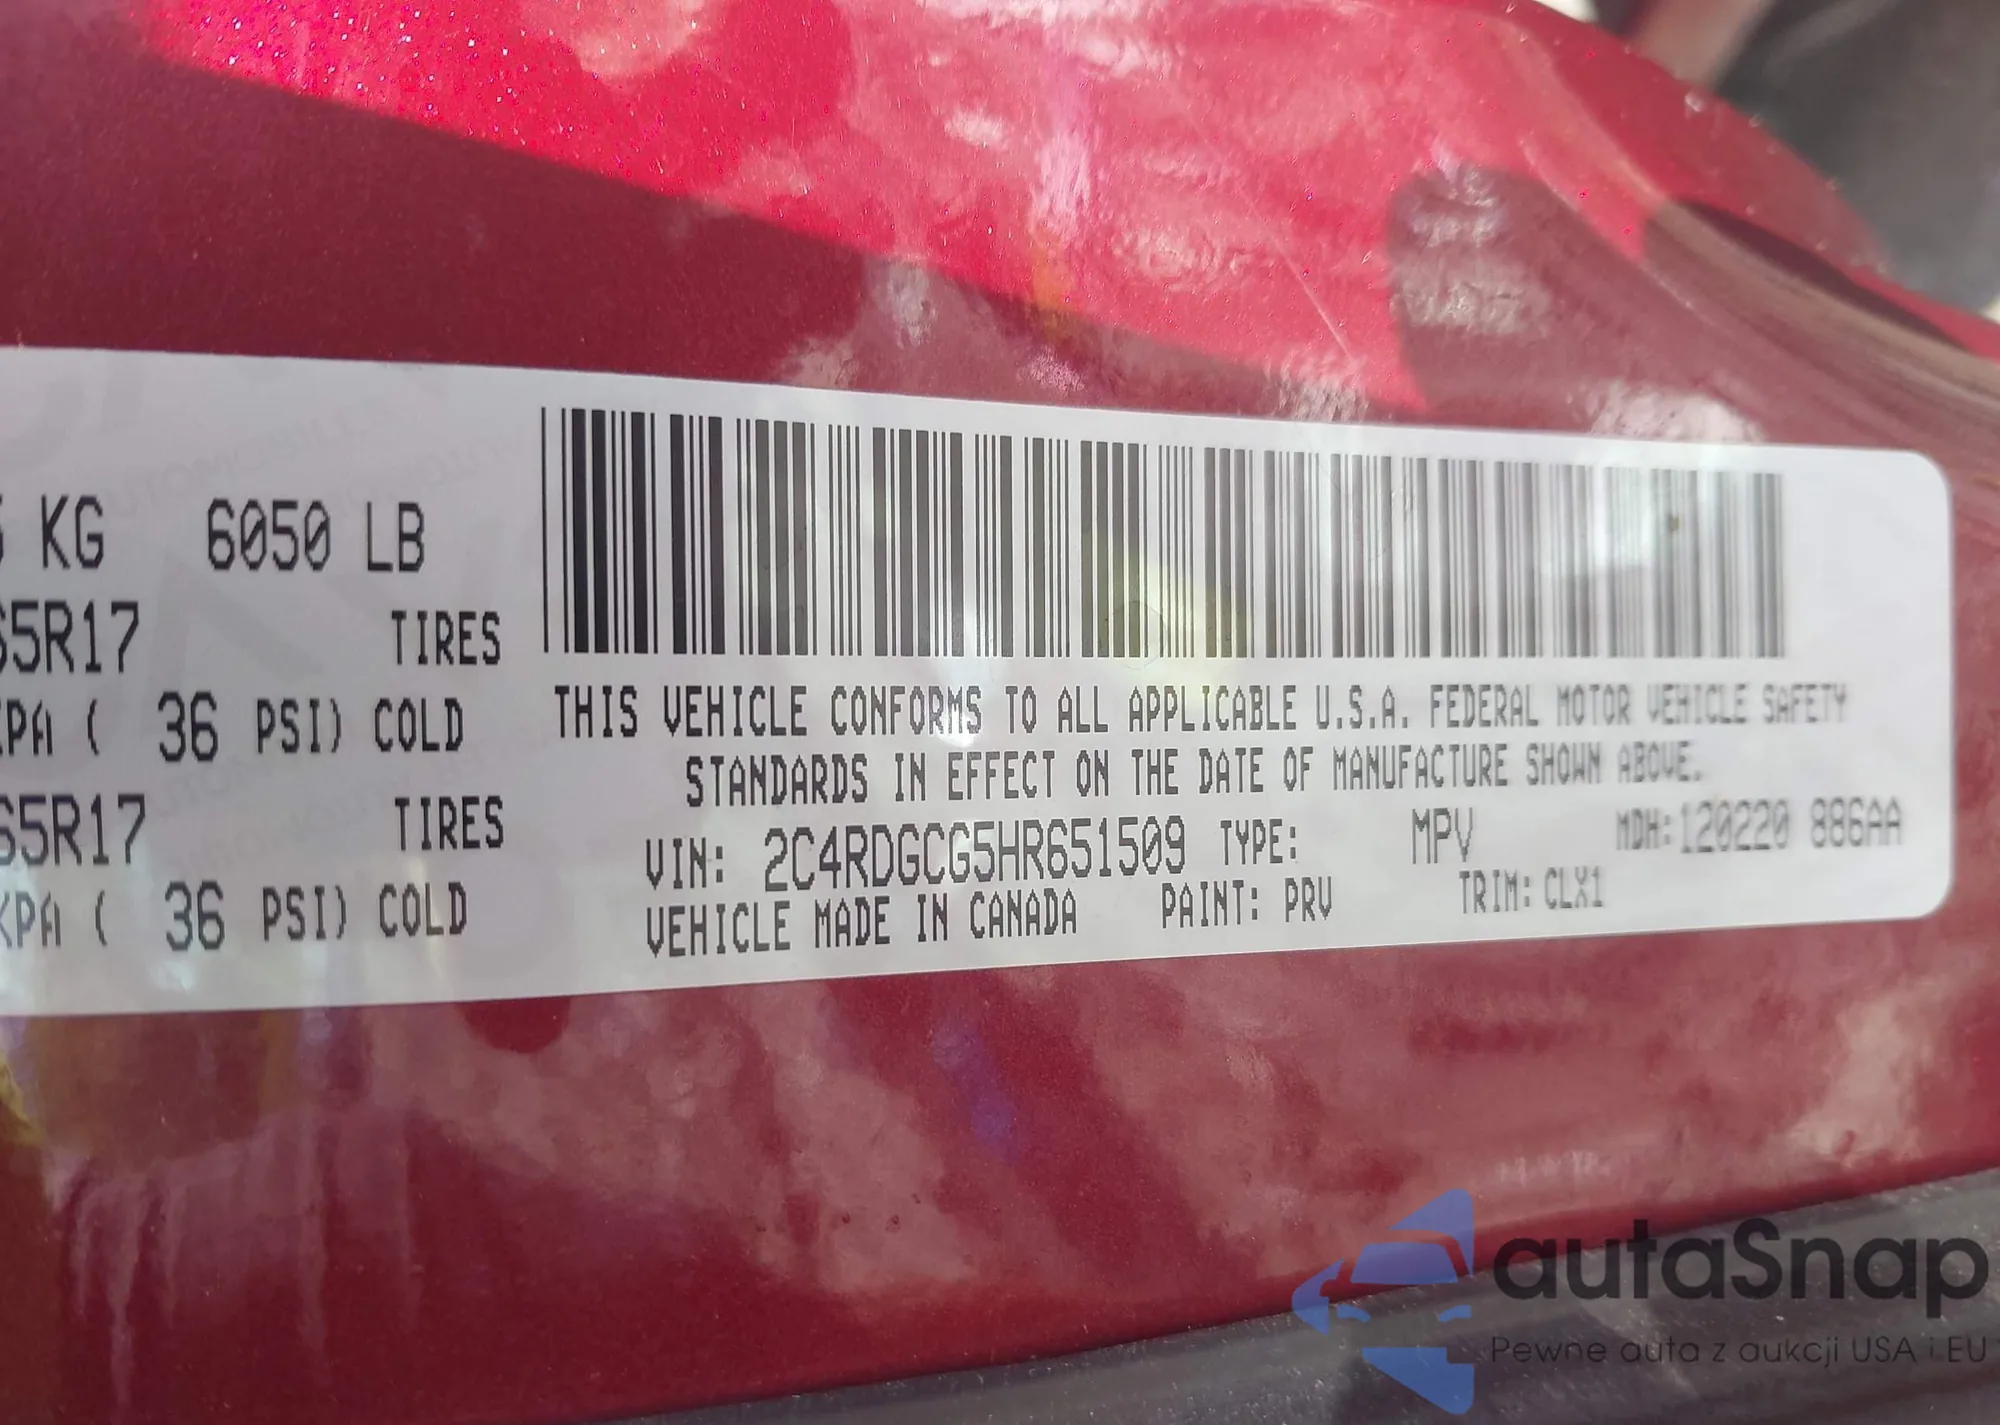 KG 6050 LB
65R17 TIRES
KPA ( 36 PSI) COLD
65R17 TIRES
KPA ( 36 PSI) COLD
THIS VEHICLE CONFORMS TO ALL APPLICABLE U.S.A. FEDERAL MOTOR VEHICLE SAFETY
STANDARDS IN EFFECT ON THE DATE OF MANUFACTURE SHOWN ABOVE.
VIN: 2C4RDGCG5HR651509 TYPE: MPV MDH: 120220 886AA
VEHICLE MADE IN CANADA PAINT: PRV TRIM: CLX1
autaSnap
Pewne auta z aukcji USA i EU